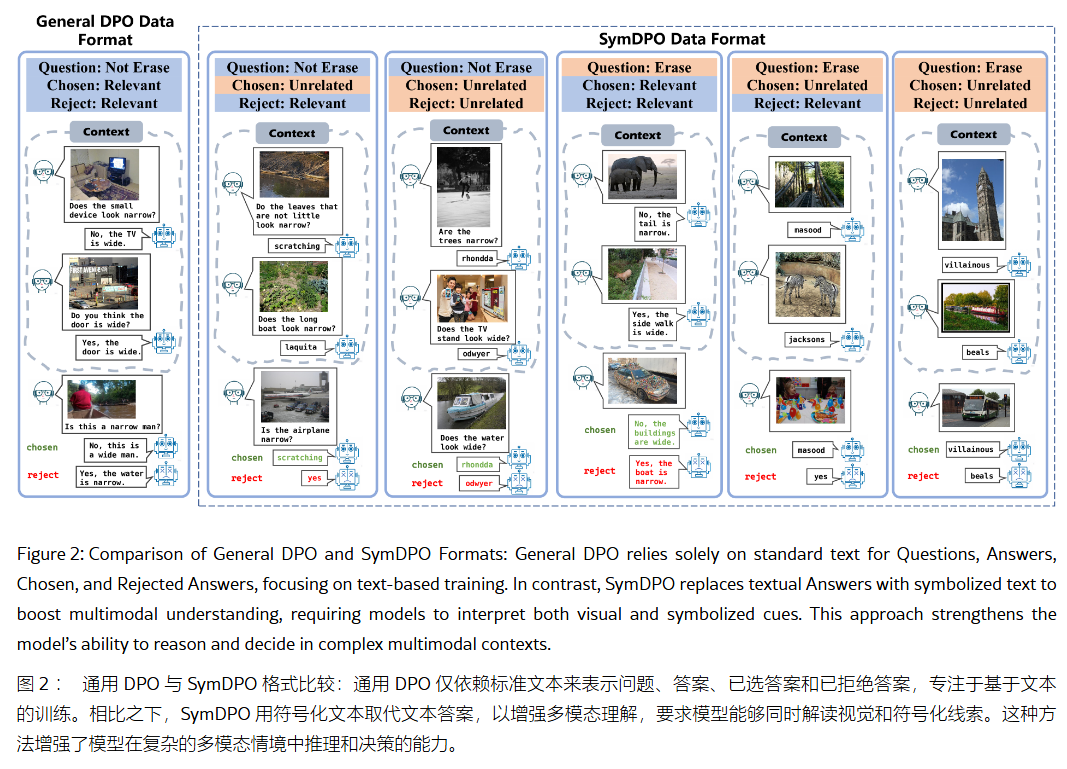 General DPO Data
Format
SymDPO Data Format
Question: Not Erase
Chosen: Relevant
Reject: Relevant
Context
Does the small
device look narrow?
No, the TV
is wide.
FIRST AVENUE
Do you think the
door is wide?
Yes, the
door is wide.
Is this a narrow man?
chosen
No, this is
a wide man.
reject
Yes, the water
is narrow.
Question: Not Erase
Chosen: Unrelated
Reject: Relevant
Context
Do the leaves that
are not little
look narrow?
scratching
Does the long
boat look narrow?
laquita
Is the airplane
narrow?
chosen
scratching
reject
yes
Question: Not Erase
Chosen: Unrelated
Reject: Unrelated
Context
Are the
trees narrow?
rhondda
Does the TV
stand look wide?
odwyer
Does the water
look wide?
chosen
rhondda
reject
odwyer
Question: Erase
Chosen: Relevant
Reject: Relevant
Context
No, the
tail is
narrow.
Yes, the
side walk
is wide.
chosen
No, the
buildings
are wide.
reject
Yes, the
boat is
narrow.
Question: Erase
Chosen: Unrelated
Reject: Relevant
Context
masood
jacksons
chosen
masood
reject
yes
Question: Erase
Chosen: Unrelated
Reject: Unrelated
Context
villainous
beals
chosen
villainous
reject
beals
Figure 2: Comparison of General DPO and SymDPO Formats: General DPO relies solely on standard text for Questions, Answers,
Chosen, and Rejected Answers, focusing on text-based training. In contrast, SymDPO replaces textual Answers with symbolized text to
boost multimodal understanding, requiring models to interpret both visual and symbolized cues. This approach strengthens the
model's ability to reason and decide in complex multimodal contexts.
图 2 : 通用 DPO 与 SymDPO 格式比较：通用 DPO 仅依赖标准文本来表示问题、答案、已选答案和已拒绝答案，专注于基于文本
的训练。相比之下，SymDPO 用符号化文本取代文本答案，以增强多模态理解，要求模型能够同时解读视觉和符号化线索。这种方
法增强了模型在复杂的多模态情境中推理和决策的能力。